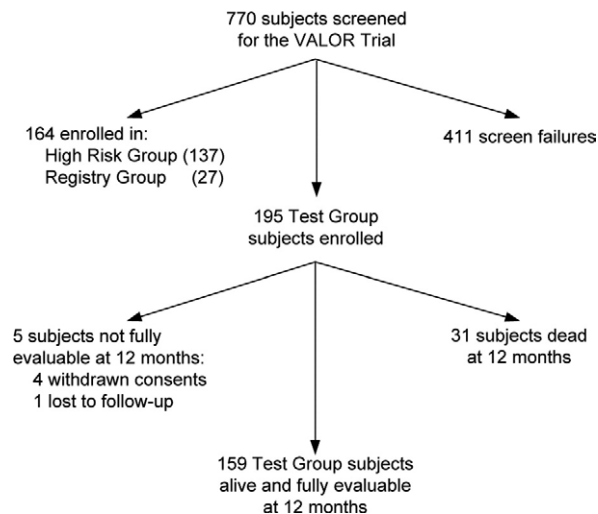 770 subjects screened
for the VALOR Trial
164 enrolled in:
High Risk Group (137)
Registry Group (27)
411 screen failures
195 Test Group
subjects enrolled
5 subjects not fully
evaluable at 12 months:
4 withdrawn consents
1 lost to follow-up
31 subjects dead
at 12 months
159 Test Group subjects
alive and fully evaluable
at 12 months